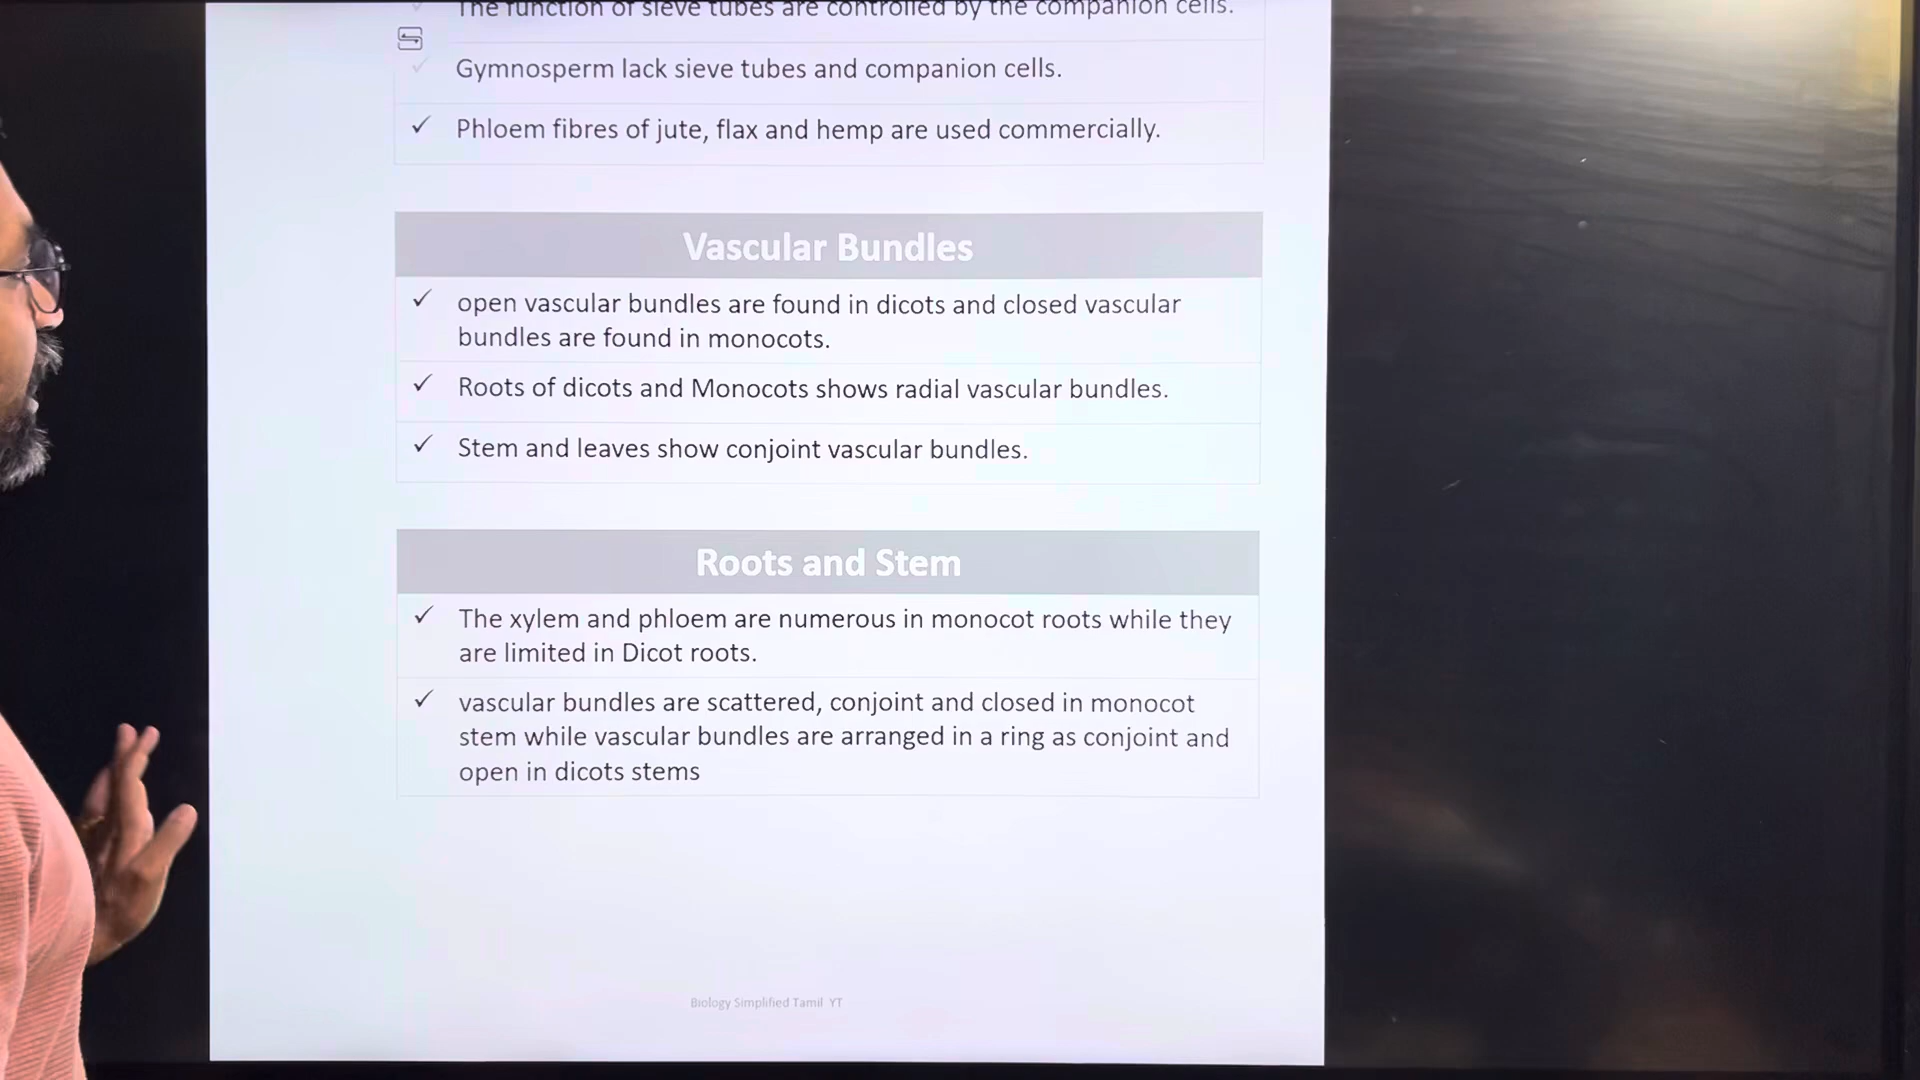 The function of sieve tubes are controlled by the companion cells.
✓ Gymnosperm lack sieve tubes and companion cells.
✓ Phloem fibres of jute, flax and hemp are used commercially.
Vascular Bundles
✓ open vascular bundles are found in dicots and closed vascular
bundles are found in monocots.
✓ Roots of dicots and Monocots shows radial vascular bundles.
✓ Stem and leaves show conjoint vascular bundles.
Roots and Stem
✓ The xylem and phloem are numerous in monocot roots while they
are limited in Dicot roots.
✓ vascular bundles are scattered, conjoint and closed in monocot
stem while vascular bundles are arranged in a ring as conjoint and
open in dicots stems
Biology Simplified Tamil YT